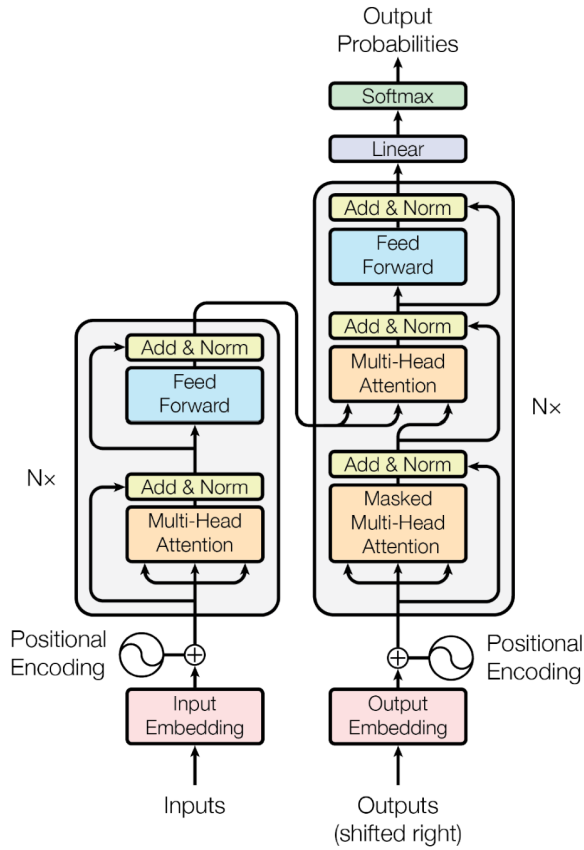 Output
Probabilities
Softmax
Linear
Add & Norm
Feed
Forward
Add & Norm
Multi-Head
Attention
Nx
Add & Norm
Masked
Multi-Head
Attention
Add & Norm
Feed
Forward
Nx
Add & Norm
Multi-Head
Attention
Positional
Encoding
Positional
Encoding
Input
Embedding
Output
Embedding
Inputs
Outputs
(shifted right)